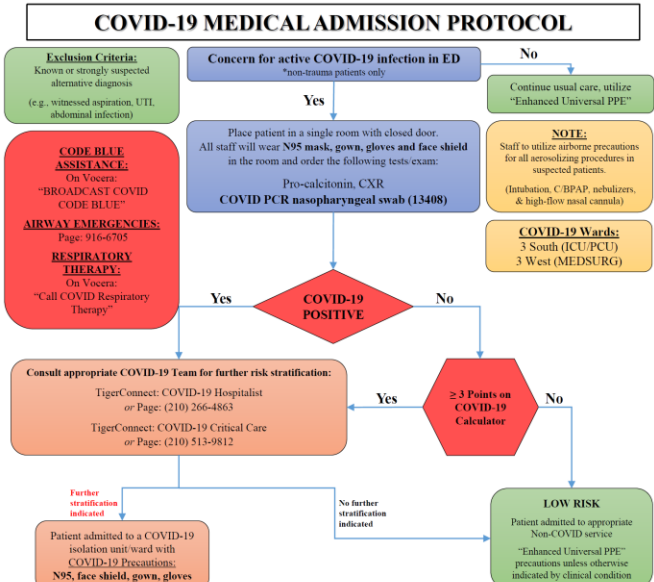 COVID-19 MEDICAL ADMISSION PROTOCOL
Exclusion Criteria:
Known or strongly suspected
alternative diagnosis
(e.g., witnessed aspiration, UTI,
abdominal infection)
Concern for active COVID-19 infection in ED
*non-trauma patients only
No
Continue usual care, utilize
“Enhanced Universal PPE”
Yes
CODE BLUE
ASSISTANCE:
On Vocera:
“BROADCAST COVID
CODE BLUE”
AIRWAY EMERGENCIES:
Page: 916-6705
RESPIRATORY
THERAPY:
On Vocera:
“Call COVID Respiratory
Therapy”
Place patient in a single room with closed door.
All staff will wear N95 mask, gown, gloves and face shield
in the room and order the following tests/exam:
Pro-calcitonin, CXR
COVID PCR nasopharyngeal swab (13408)
NOTE:
Staff to utilize airborne precautions
for all aerosolizing procedures in
suspected patients.
(Intubation, C/BPAP, nebulizers,
& high-flow nasal cannula)
COVID-19 Wards:
3 South (ICU/PCU)
3 West (MEDSURG)
Yes
COVID-19
POSITIVE
No
Consult appropriate COVID-19 Team for further risk stratification:
TigerConnect: COVID-19 Hospitalist
or Page: (210) 266-4863
TigerConnect: COVID-19 Critical Care
or Page: (210) 513-9812
Yes
≥ 3 Points on
COVID-19
Calculator
No
Further
stratification
indicated
No further
stratification
indicated
Patient admitted to a COVID-19
isolation unit/ward with
COVID-19 Precautions:
N95, face shield, gown, gloves
LOW RISK
Patient admitted to appropriate
Non-COVID service
“Enhanced Universal PPE”
precautions unless otherwise
indicated by clinical condition